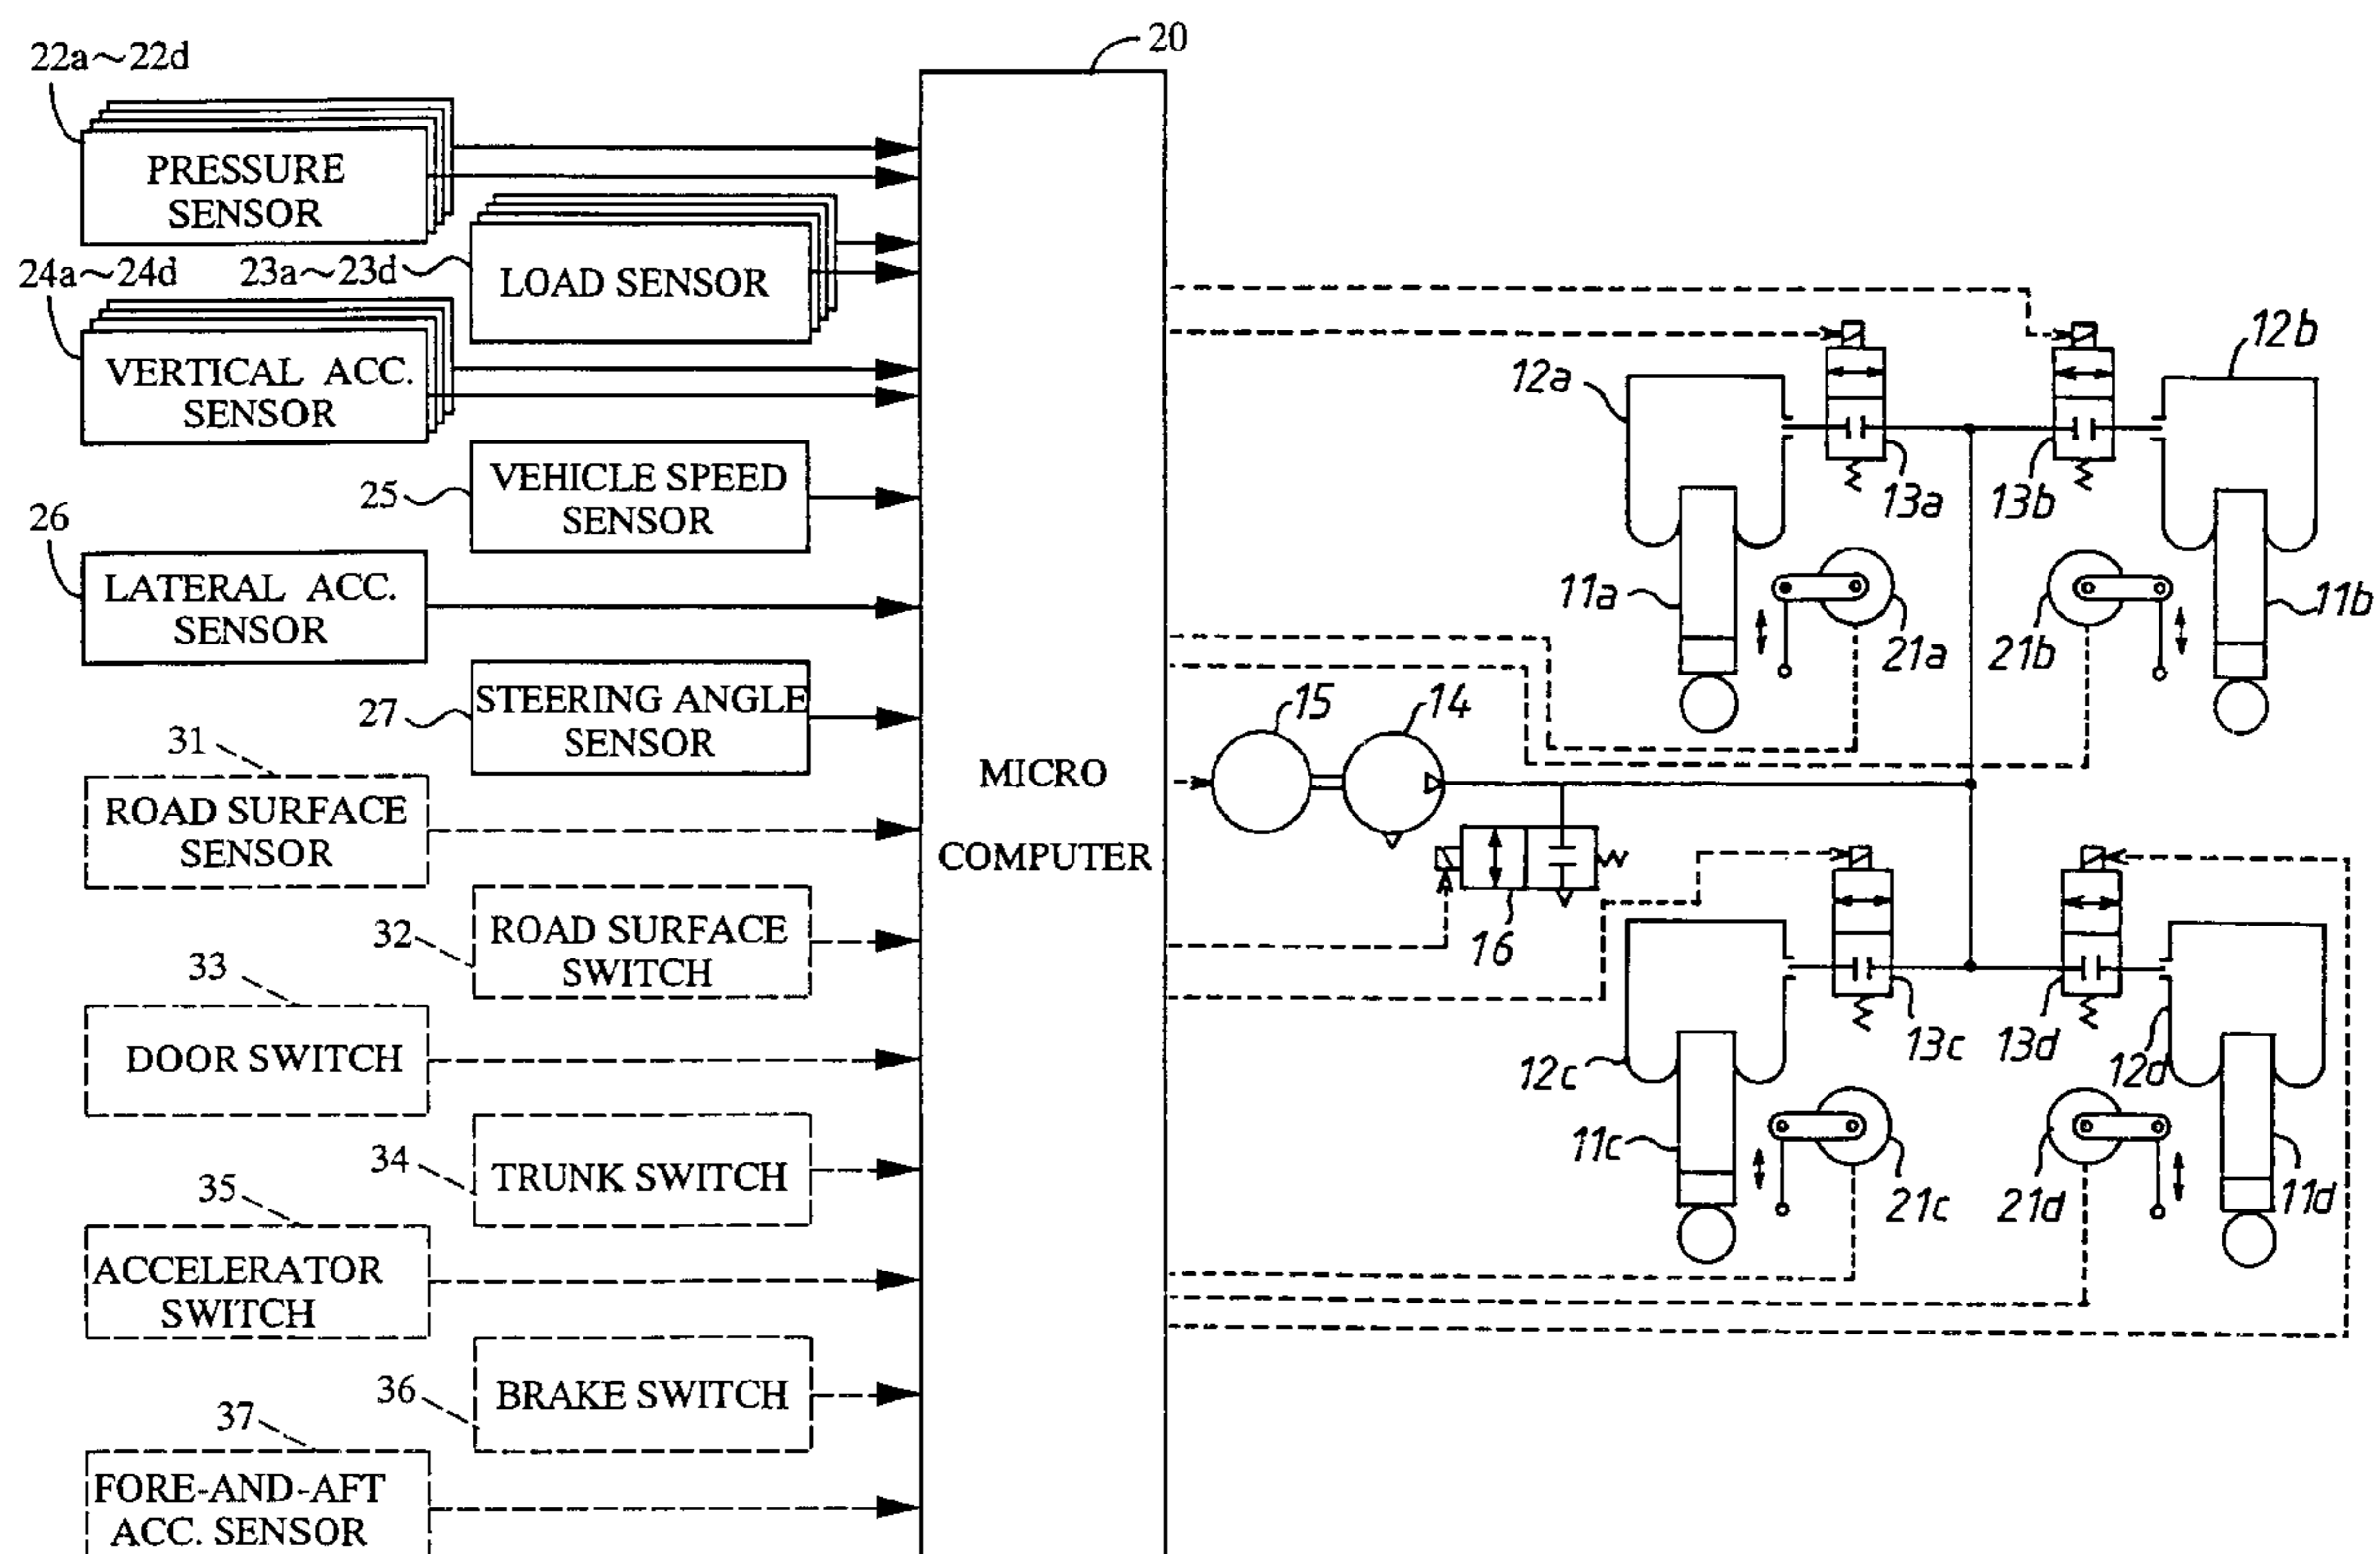 20
22a~22d
PRESSURE
SENSOR
24a~24d
23a~23d
LOAD SENSOR
VERTICAL ACC.
SENSOR
25
VEHICLE SPEED
SENSOR
26
LATERAL ACC.
SENSOR
27
STEERING ANGLE
SENSOR
31
ROAD SURFACE
SENSOR
32
ROAD SURFACE
SWITCH
33
DOOR SWITCH
34
TRUNK SWITCH
35
ACCELERATOR
SWITCH
36
BRAKE SWITCH
37
FORE-AND-AFT
ACC. SENSOR
MICRO
COMPUTER
12a
12b
13a
13b
11a
11b
21a
21b
15
14
16
12c
13c
13d
12d
11c
21c
21d
11d